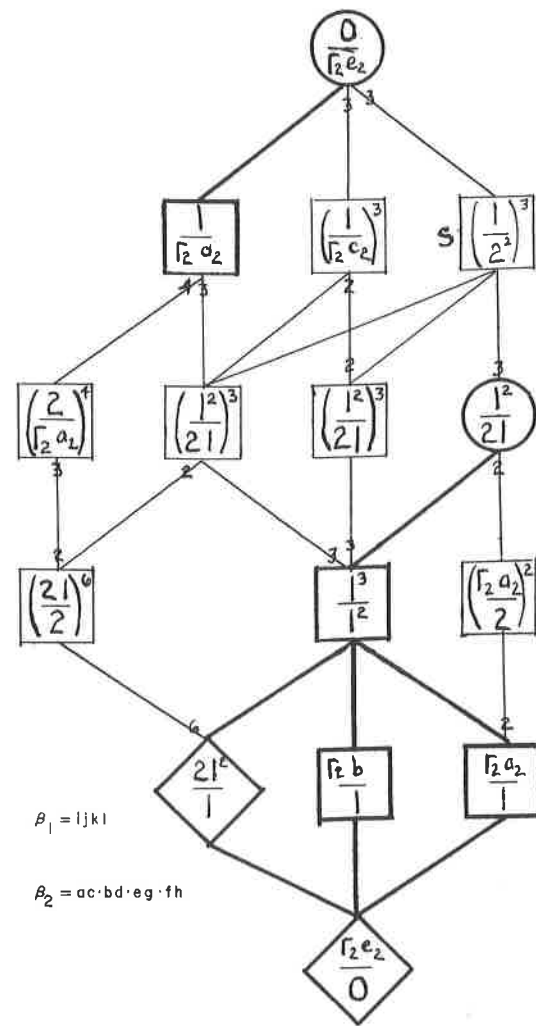 0
Γ₂e₂
3 3
1
Γ₂a₂
(1
Γ₂c₂)³
S (1
2²)³
4 3 2
2 3
(2
Γ₂a₂)⁴
(1²
21)³
(1²
21)³
1²
21
3 2 2
2 3 3
(21
2)⁶
1³
1²
(Γ₂a₂
2)²
6 2
21²
1
Γ₂b
1
Γ₂a₂
1
β₁ = ijkl
β₂ = ac·bd·eg·fh
Γ₂e₂
0